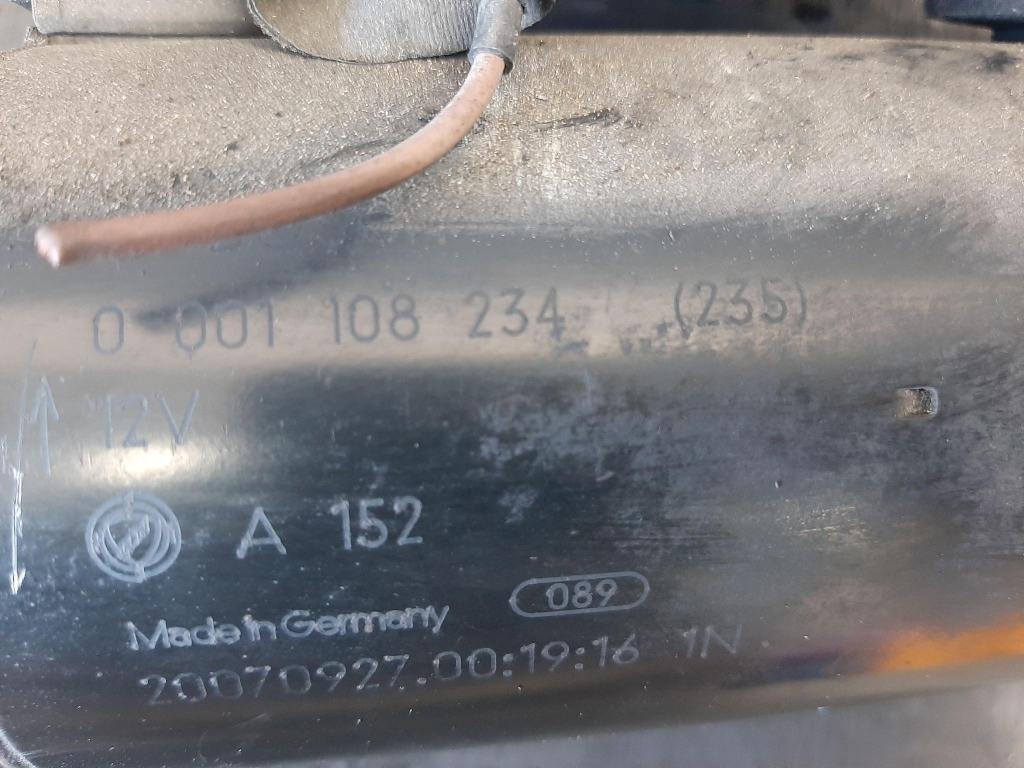 0 001 108 234 (235)
12V
A 152
089
Made in Germany
20070927.00:19:16 1N